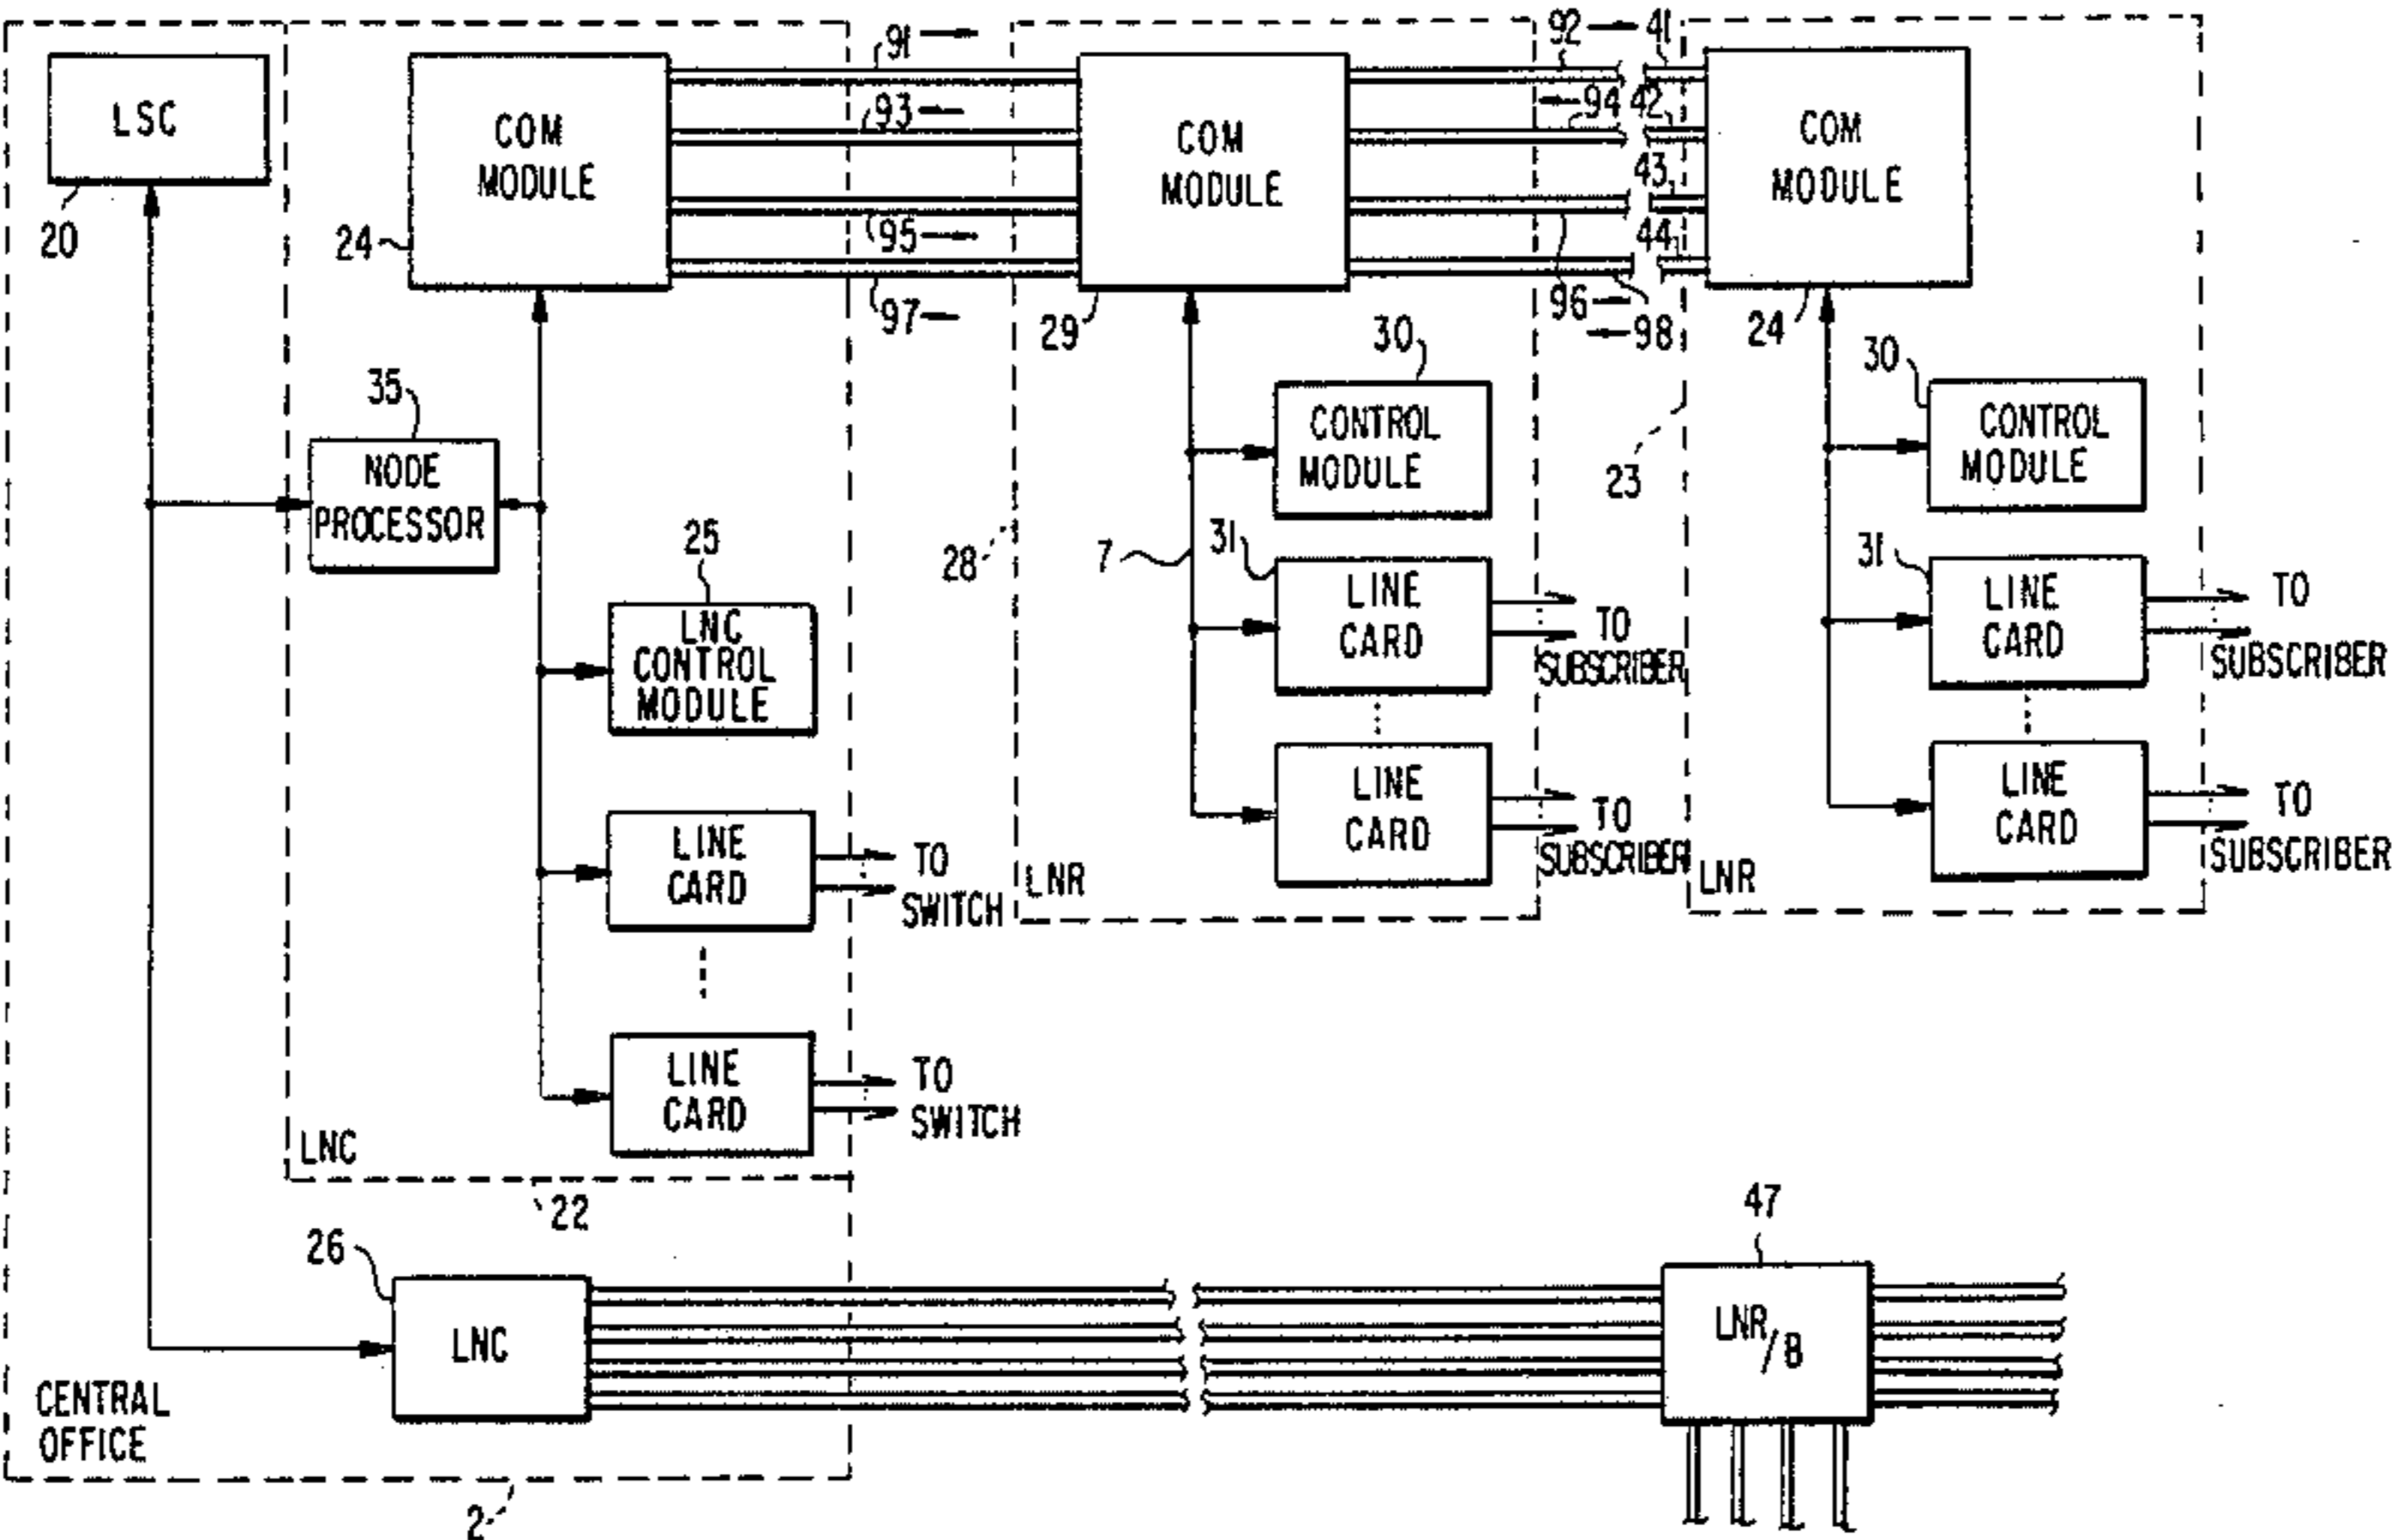 LSC
20
COM
MODULE
24
91
93
95
97
COM
MODULE
29
92
41
94
42
43
44
96
98
COM
MODULE
24
35
NODE
PROCESSOR
25
LNC
CONTROL
MODULE
LINE
CARD
TO
SWITCH
LINE
CARD
TO
SWITCH
LNC
22
28
7
30
CONTROL
MODULE
31
LINE
CARD
TO
SUBSCRIBER
LINE
CARD
TO
SUBSCRIBER
LNR
23
30
CONTROL
MODULE
31
LINE
CARD
TO
SUBSCRIBER
LINE
CARD
TO
SUBSCRIBER
LNR
26
LNC
47
LNR
/B
CENTRAL
OFFICE
2